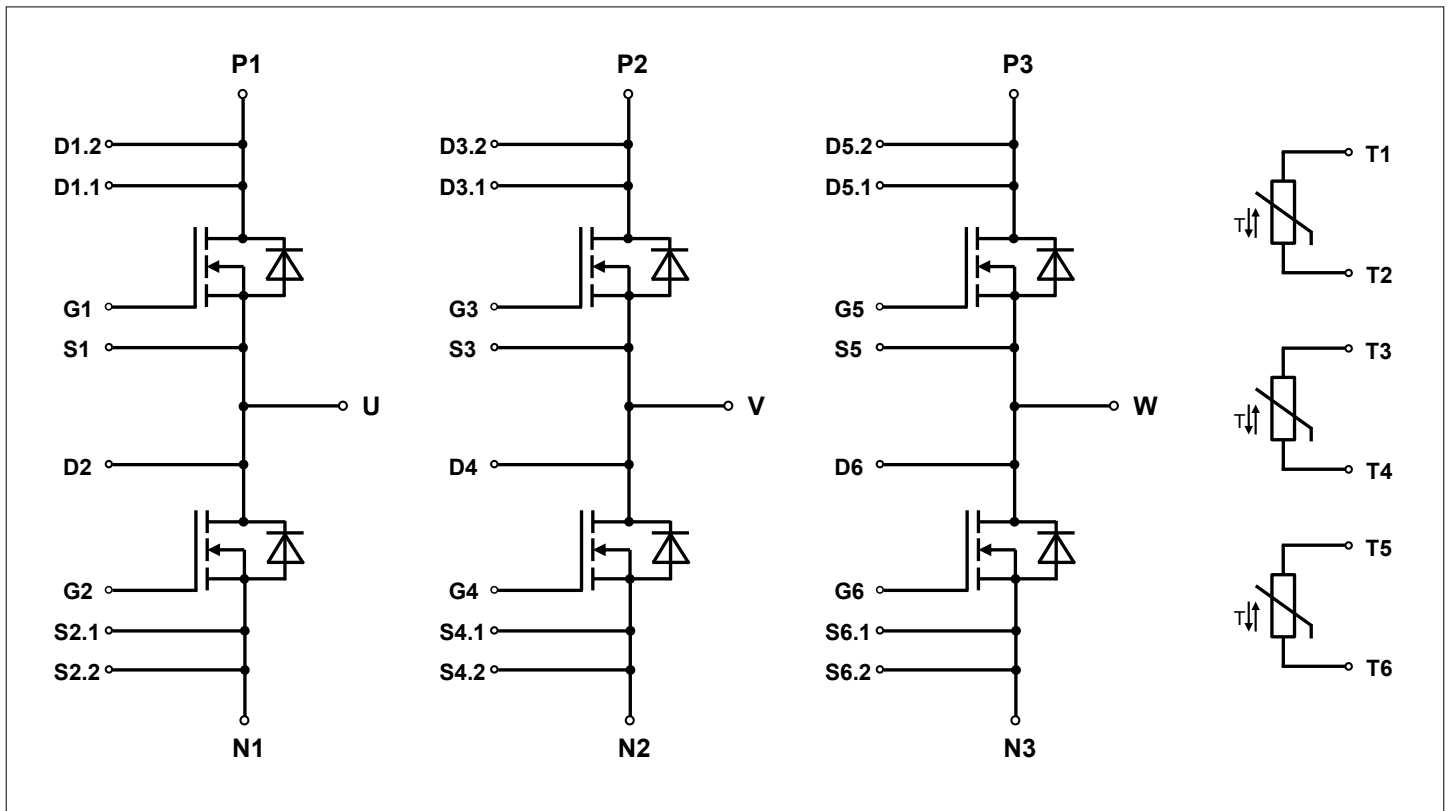 P1 P2 P3
D1.2 D3.2 D5.2
T1
D1.1 D3.1 D5.1
T
T2
G1 G3 G5
S1 S3 S5 T3
U V W
T
D2 D4 D6 T4
T5
G2 G4 G6
T
S2.1 S4.1 S6.1
S2.2 S4.2 S6.2 T6
N1 N2 N3